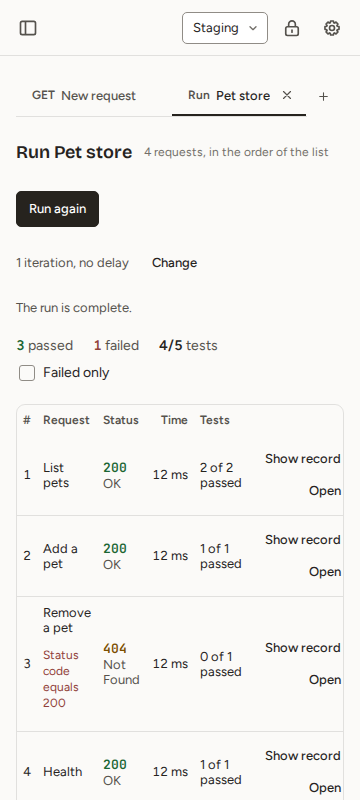 Staging
GET New request
Run Pet store
Run Pet store
4 requests, in the order of the list
Run again
1 iteration, no delay
Change
The run is complete.
3 passed 1 failed 4/5 tests
Failed only
# Request Status Time Tests
1 List pets 200 OK 12 ms 2 of 2 passed Show record Open
2 Add a pet 200 OK 12 ms 1 of 1 passed Show record Open
3 Remove a pet Status code equals 200 404 Not Found 12 ms 0 of 1 passed Show record Open
4 Health 200 OK 12 ms 1 of 1 passed Show record Open